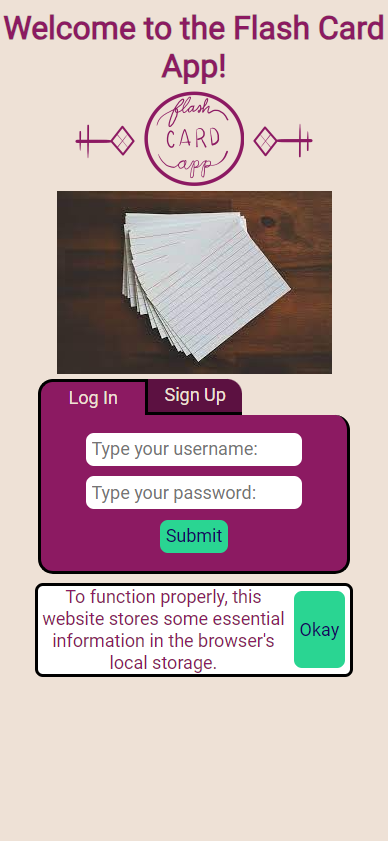 Welcome to the Flash Card
App!
flash
CARD
app
Log In
Sign Up
Type your username:
Type your password:
Submit
To function properly, this
website stores some essential
information in the browser's
local storage.
Okay